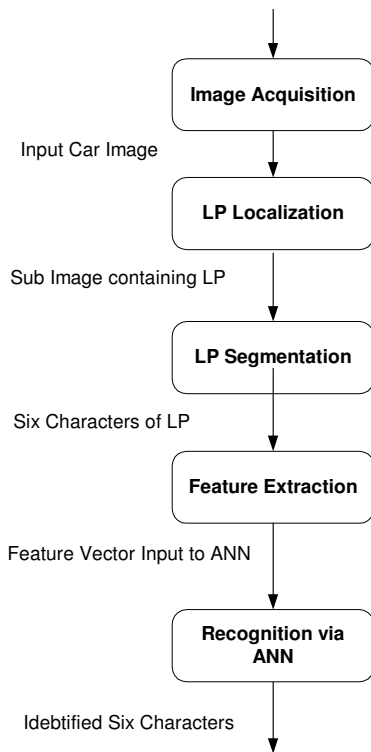 Image Acquisition
Input Car Image
LP Localization
Sub Image containing LP
LP Segmentation
Six Characters of LP
Feature Extraction
Feature Vector Input to ANN
Recognition via
ANN
Idebtified Six Characters